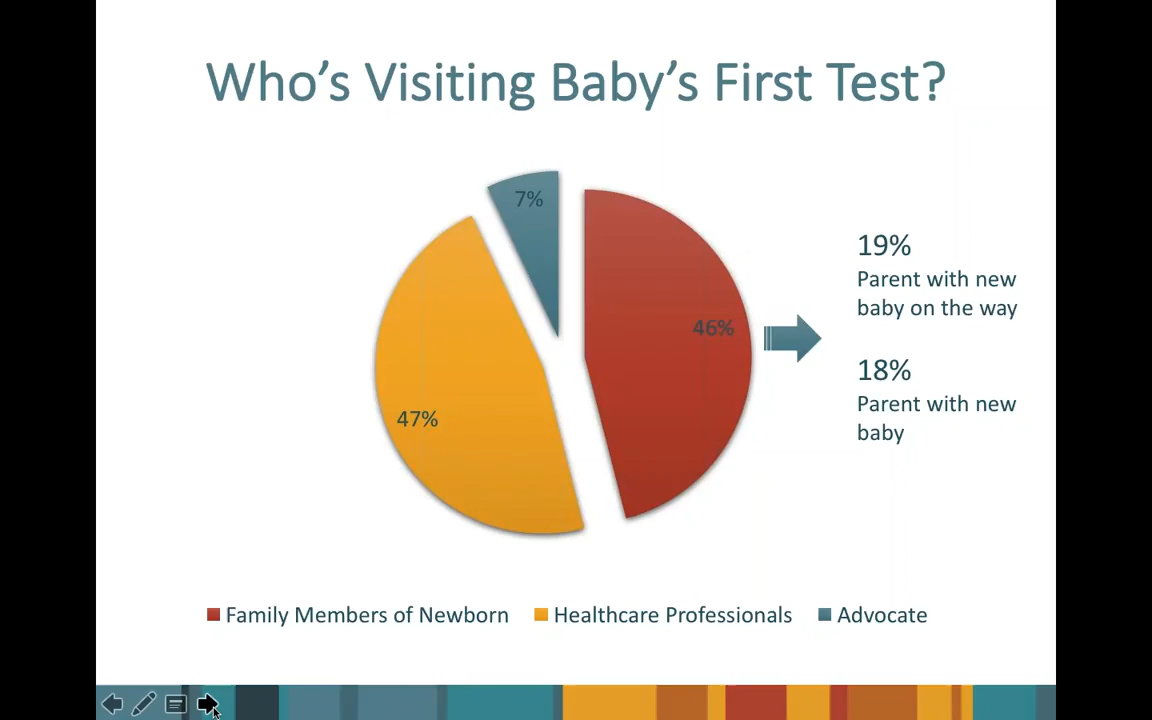 Who’s Visiting Baby’s First Test?
7%
46%
47%
19%
Parent with new
baby on the way
18%
Parent with new
baby
Family Members of Newborn
Healthcare Professionals
Advocate